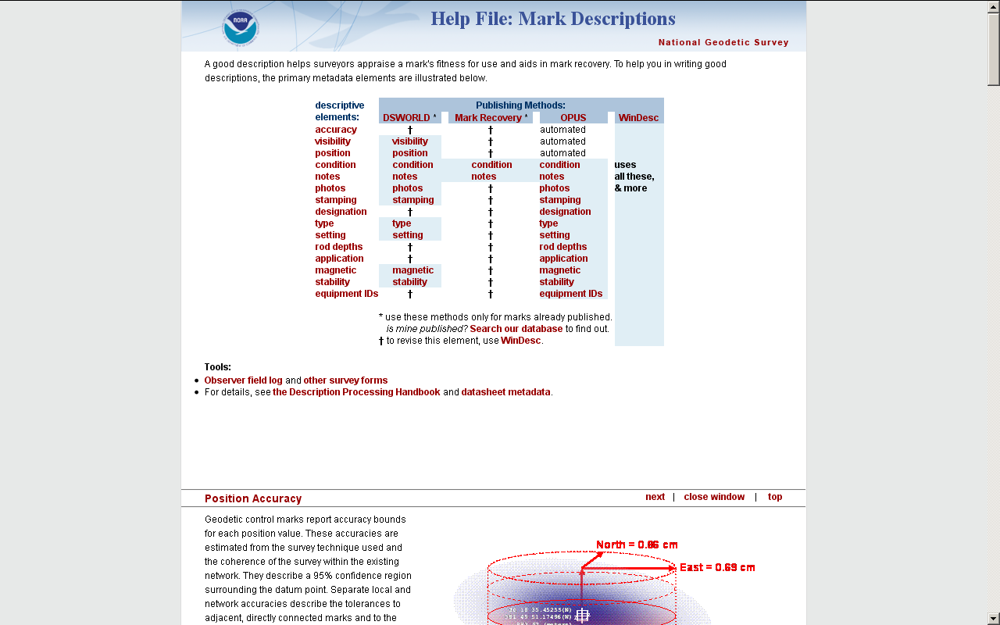 NOAA
Help File: Mark Descriptions
National Geodetic Survey
A good description helps surveyors appraise a mark's fitness for use and aids in mark recovery. To help you in writing good
descriptions, the primary metadata elements are illustrated below.
descriptive Publishing Methods:
elements: DSWORLD * Mark Recovery * OPUS WinDesc
accuracy † † automated
visibility visibility † automated
position position † automated
condition condition condition condition uses
notes notes notes notes all these,
photos photos † photos & more
stamping stamping † stamping
designation † † designation
type type † type
setting setting † setting
rod depths † † rod depths
application † † application
magnetic magnetic † magnetic
stability stability † stability
equipment IDs † † equipment IDs
* use these methods only for marks already published.
is mine published? Search our database to find out.
† to revise this element, use WinDesc.
Tools:
• Observer field log and other survey forms
• For details, see the Description Processing Handbook and datasheet metadata.
Position Accuracy next | close window | top
Geodetic control marks report accuracy bounds
for each position value. These accuracies are
estimated from the survey technique used and
the coherence of the survey within the existing
network. They describe a 95% confidence region
surrounding the datum point. Separate local and
network accuracies describe the tolerances to
adjacent, directly connected marks and to the
North = cm
East = 0.69 cm
18 35.45255(N)
49 51.17496(W)